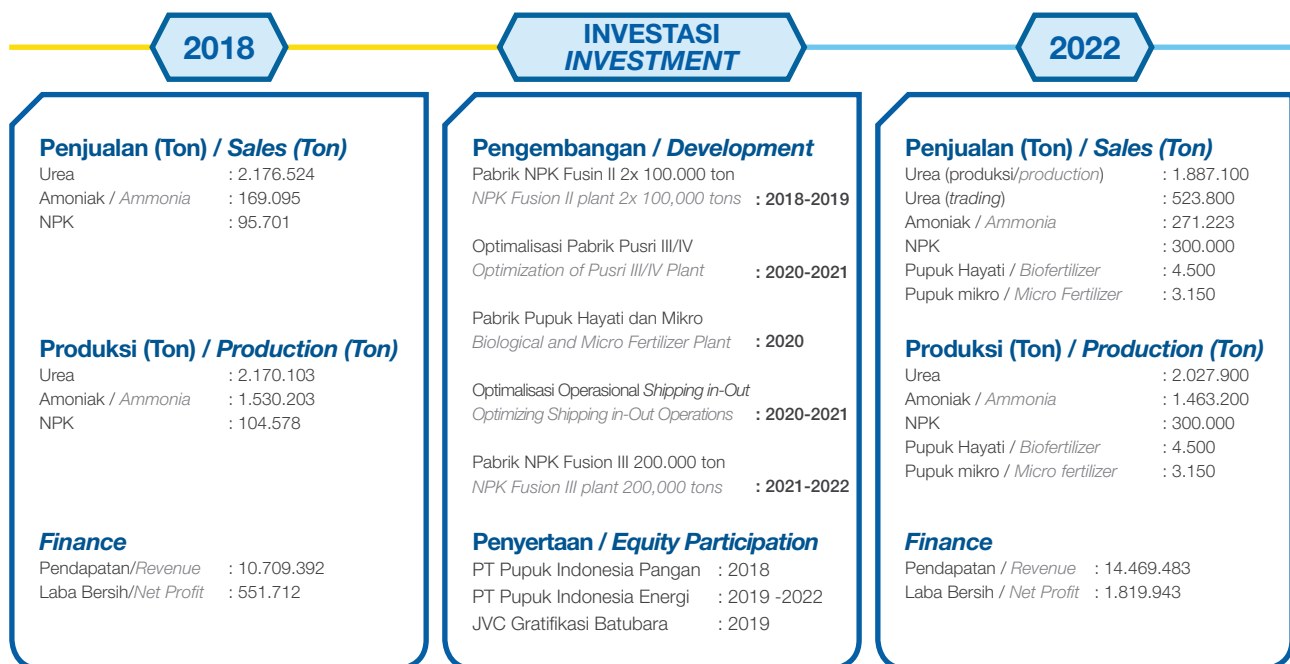 2018
Penjualan (Ton) / Sales (Ton)
Urea : 2.176.524
Amoniak / Ammonia : 169.095
NPK : 95.701
Produksi (Ton) / Production (Ton)
Urea : 2.170.103
Amoniak / Ammonia : 1.530.203
NPK : 104.578
Finance
Pendapatan/Revenue : 10.709.392
Laba Bersih/Net Profit : 551.712
INVESTASI
INVESTMENT
Pengembangan / Development
Pabrik NPK Fusin II 2x 100.000 ton
NPK Fusion II plant 2x 100,000 tons : 2018-2019
Optimalisasi Pabrik Pusri III/IV
Optimization of Pusri III/IV Plant : 2020-2021
Pabrik Pupuk Hayati dan Mikro
Biological and Micro Fertilizer Plant : 2020
Optimalisasi Operasional Shipping in-Out
Optimizing Shipping in-Out Operations : 2020-2021
Pabrik NPK Fusion III 200.000 ton
NPK Fusion III plant 200,000 tons : 2021-2022
Penyertaan / Equity Participation
PT Pupuk Indonesia Pangan : 2018
PT Pupuk Indonesia Energi : 2019 -2022
JVC Gratifikasi Batubara : 2019
2022
Penjualan (Ton) / Sales (Ton)
Urea (produksi/production) : 1.887.100
Urea (trading) : 523.800
Amoniak / Ammonia : 271.223
NPK : 300.000
Pupuk Hayati / Biofertilizer : 4.500
Pupuk mikro / Micro Fertilizer : 3.150
Produksi (Ton) / Production (Ton)
Urea : 2.027.900
Amoniak / Ammonia : 1.463.200
NPK : 300.000
Pupuk Hayati / Biofertilizer : 4.500
Pupuk mikro / Micro fertilizer : 3.150
Finance
Pendapatan / Revenue : 14.469.483
Laba Bersih / Net Profit : 1.819.943